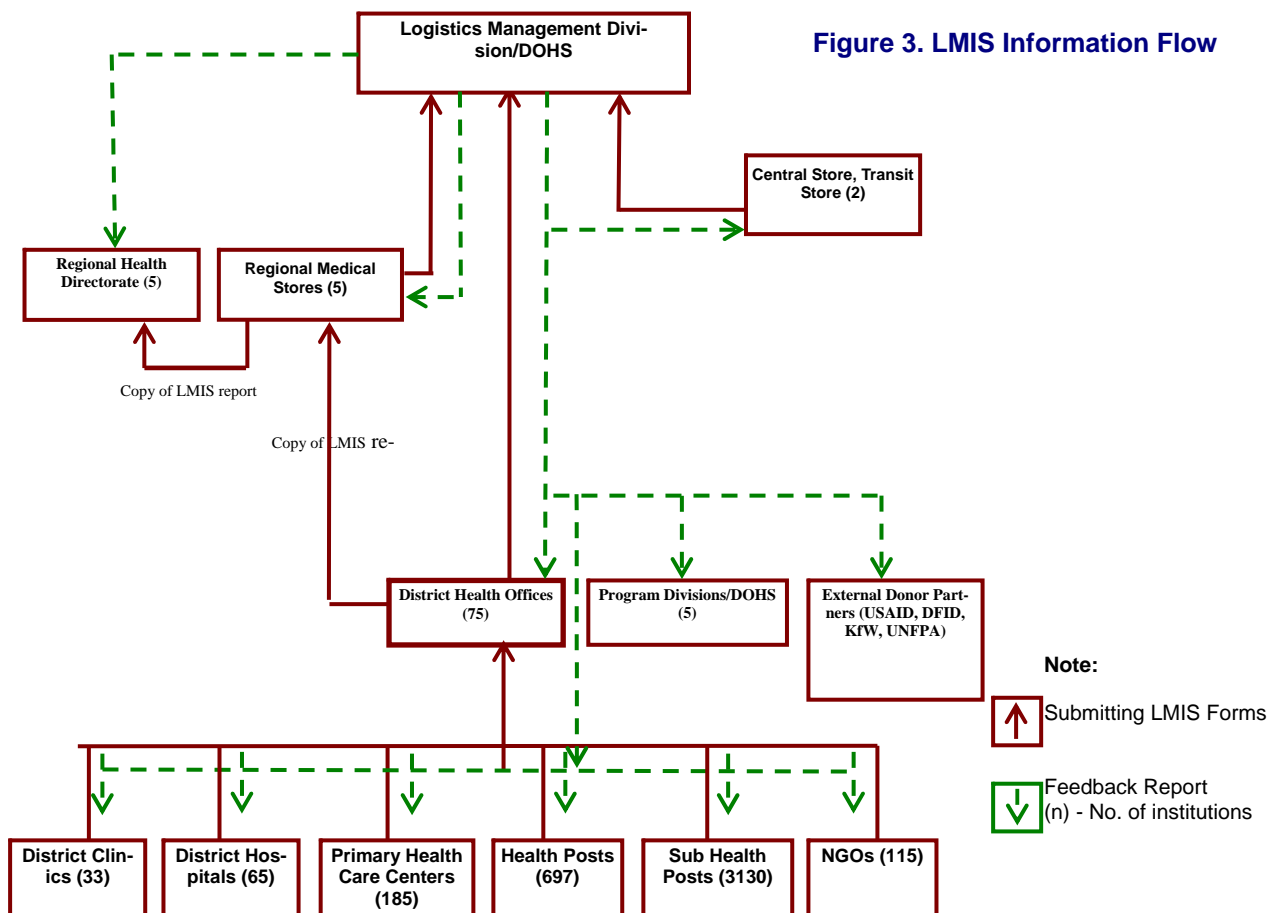 Logistics Management Divi-
sion/DOHS
Figure 3. LMIS Information Flow
Central Store, Transit
Store (2)
Regional Health
Directorate (5)
Regional Medical
Stores (5)
Copy of LMIS report
Copy of LMIS re-
District Health Offices
(75)
Program Divisions/DOHS
(5)
External Donor Part-
ners (USAID, DFID,
KfW, UNFPA)
Note:
Submitting LMIS Forms
Feedback Report
(n) - No. of institutions
District Clin-
ics (33)
District Hos-
pitals (65)
Primary Health
Care Centers
(185)
Health Posts
(697)
Sub Health
Posts (3130)
NGOs (115)